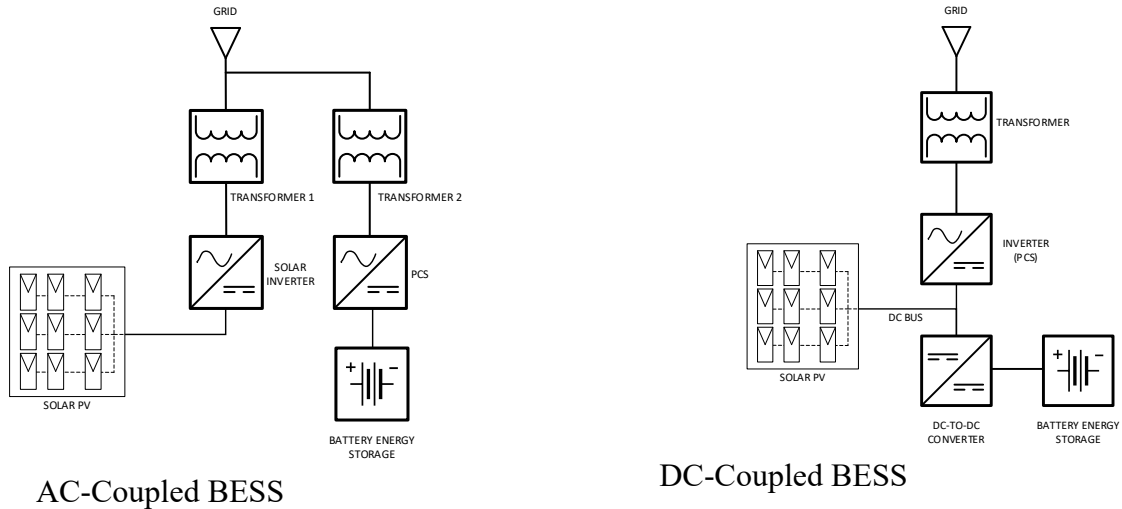 GRID
TRANSFORMER 1
TRANSFORMER 2
SOLAR
INVERTER
PCS
SOLAR PV
+ -
BATTERY ENERGY
STORAGE
AC-Coupled BESS
GRID
TRANSFORMER
INVERTER
(PCS)
DC BUS
SOLAR PV
+ -
DC-TO-DC
CONVERTER
BATTERY ENERGY
STORAGE
DC-Coupled BESS